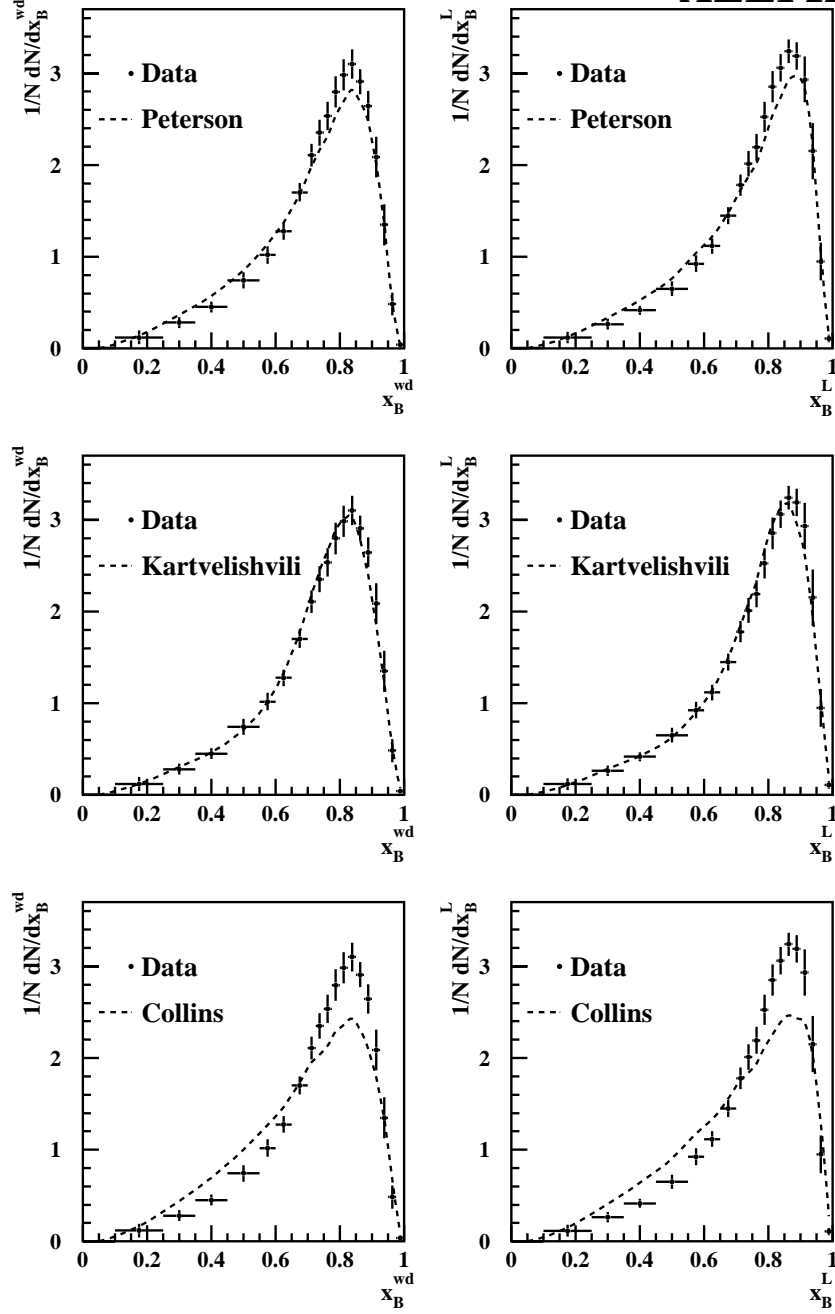 1/N dN/dx_B^wd
Data
Peterson
3
2
1
0
0 0.2 0.4 0.6 0.8 1
x_B^wd
1/N dN/dx_B^L
Data
Peterson
3
2
1
0
0 0.2 0.4 0.6 0.8 1
x_B^L
1/N dN/dx_B^wd
Data
Kartvelishvili
3
2
1
0
0 0.2 0.4 0.6 0.8 1
x_B^wd
1/N dN/dx_B^L
Data
Kartvelishvili
3
2
1
0
0 0.2 0.4 0.6 0.8 1
x_B^L
1/N dN/dx_B^wd
Data
Collins
3
2
1
0
0 0.2 0.4 0.6 0.8 1
x_B^wd
1/N dN/dx_B^L
Data
Collins
3
2
1
0
0 0.2 0.4 0.6 0.8 1
x_B^L